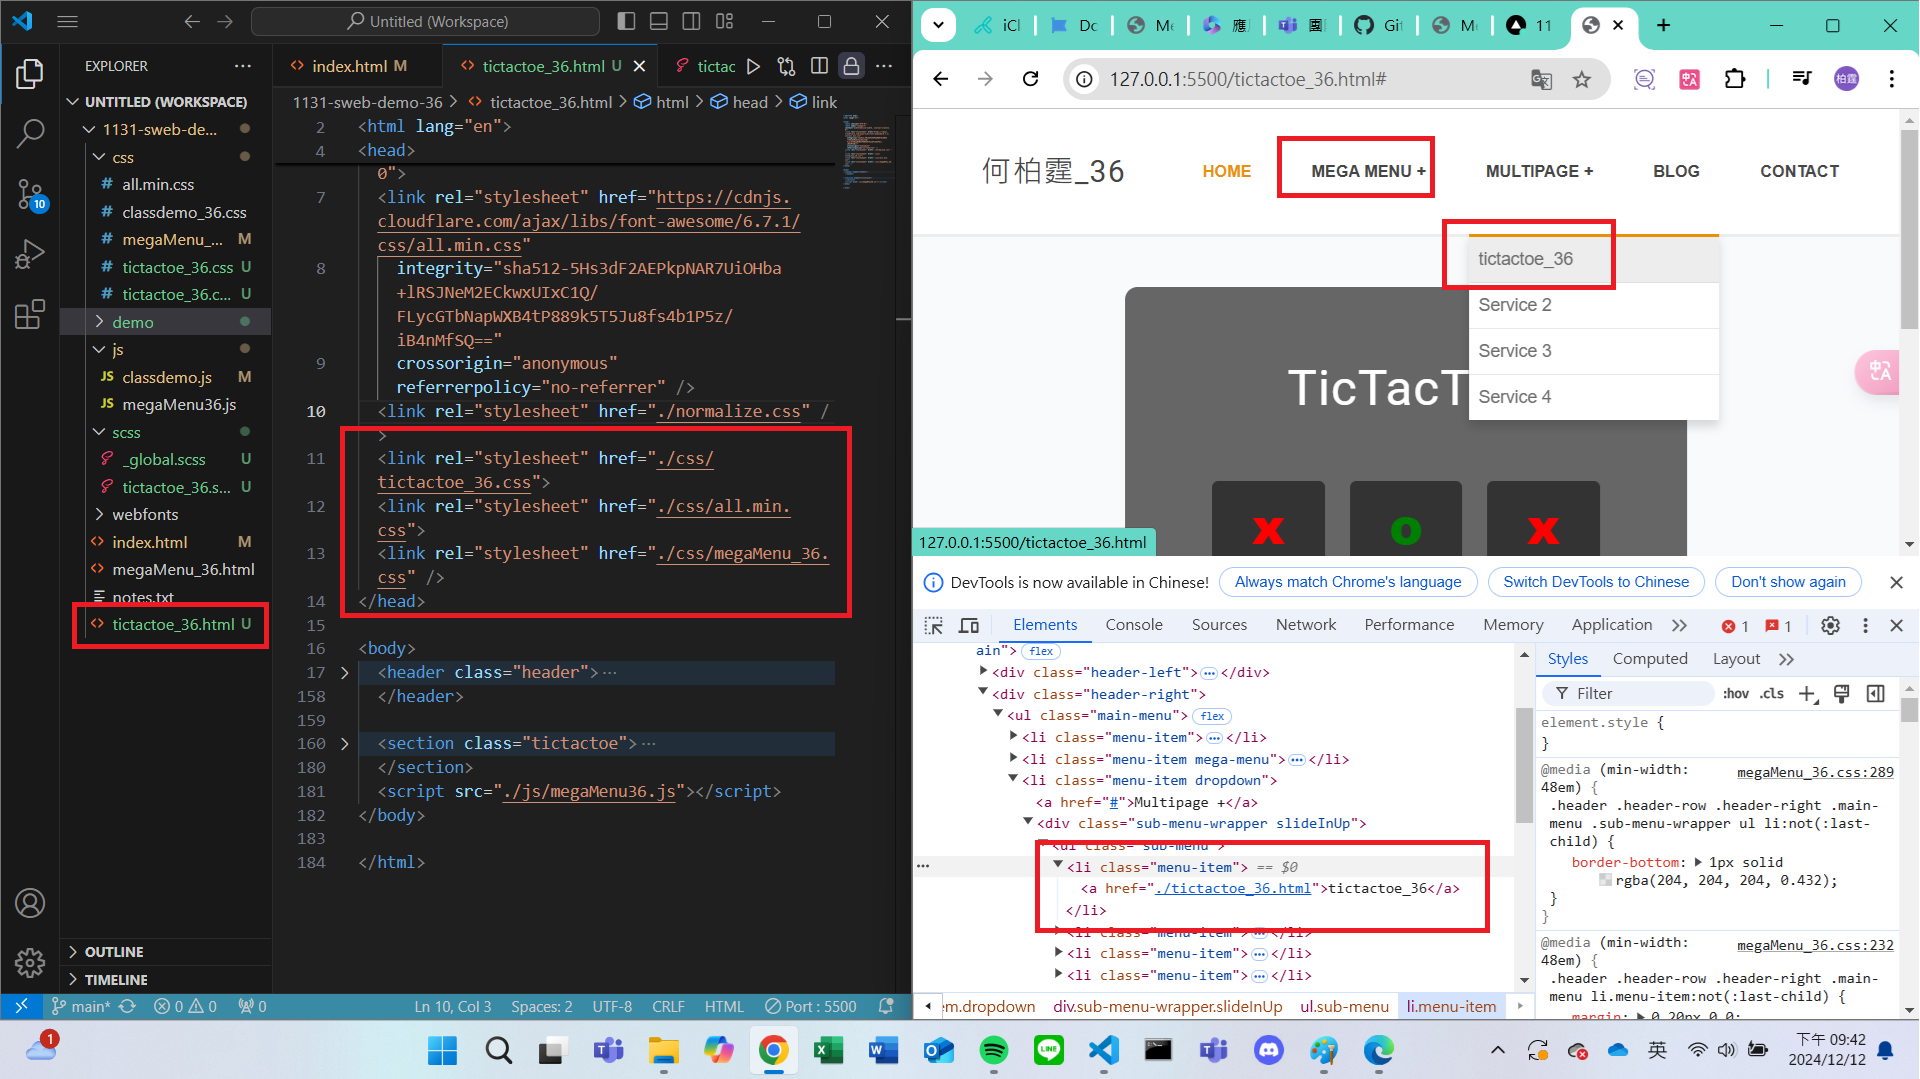 Untitled (Workspace)
EXPLORER
UNTITLED (WORKSPACE)
1131-sweb-de...
css
# all.min.css
# classdemo_36.css
# megaMenu_... M
# tictactoe_36.css U
# tictactoe_36.c... U
demo
js
JS classdemo.js M
JS megaMenu36.js
scss
_global.scss U
tictactoe_36.s... U
webfonts
<> index.html M
<> megaMenu_36.html
notes.txt
<> tictactoe_36.html U
OUTLINE
TIMELINE
10
<> index.html M
<> tictactoe_36.html U
tictac
1131-sweb-demo-36 > <> tictactoe_36.html > html > head > link
2 <html lang="en">
4 <head>
0">
7 <link rel="stylesheet" href="https://cdnjs.
cloudflare.com/ajax/libs/font-awesome/6.7.1/
css/all.min.css"
8 integrity="sha512-5Hs3dF2AEPkpNAR7UiOHba
+lRSJNeM2ECkwxUIxC1Q/
FLycGTbNapWXB4tP889k5T5Ju8fs4b1P5z/
iB4nMfSQ=="
9 crossorigin="anonymous"
referrerpolicy="no-referrer" />
10 <link rel="stylesheet" href="./normalize.css" /
>
11 <link rel="stylesheet" href="./css/
tictactoe_36.css">
12 <link rel="stylesheet" href="./css/all.min.
css">
13 <link rel="stylesheet" href="./css/megaMenu_36.
css" />
14 </head>
15
16 <body>
17 <header class="header">...
158 </header>
159
160 <section class="tictactoe">...
180 </section>
181 <script src="./js/megaMenu36.js"></script>
182 </body>
183
184 </html>
main* 0 0 0 Ln 10, Col 3 Spaces: 2 UTF-8 CRLF HTML Port : 5500
iCl Do Me 應 團 Git Me 11
127.0.0.1:5500/tictactoe_36.html#
柏霆
何柏霆_36
HOME MEGA MENU + MULTIPAGE + BLOG CONTACT
tictactoe_36
Service 2
Service 3
Service 4
TicTacT
X O X
127.0.0.1:5500/tictactoe_36.html
DevTools is now available in Chinese! Always match Chrome's language Switch DevTools to Chinese Don't show again
Elements Console Sources Network Performance Memory Application 1 1
ain"> flex
<div class="header-left">...</div>
<div class="header-right">
<ul class="main-menu"> flex
<li class="menu-item">...</li>
<li class="menu-item mega-menu">...</li>
<li class="menu-item dropdown">
<a href="#">Multipage +</a>
<div class="sub-menu-wrapper slideInUp">
<ul class="sub-menu">
<li class="menu-item"> == $0
<a href="./tictactoe_36.html">tictactoe_36</a>
</li>
<li class="menu-item">...</li>
<li class="menu-item">...</li>
<li class="menu-item">...</li>
em.dropdown div.sub-menu-wrapper.slideInUp ul.sub-menu li.menu-item
Styles Computed Layout
Filter :hov .cls
element.style {
}
@media (min-width: megaMenu_36.css:289
48em) {
.header .header-row .header-right .main-
menu .sub-menu-wrapper ul li:not(:last-
child) {
border-bottom: 1px solid
rgba(204, 204, 204, 0.432);
}
}
@media (min-width: megaMenu_36.css:232
48em) {
.header .header-row .header-right .main-
menu li.menu-item:not(:last-child) {
margin: 0 20px 0 0;
1
英
下午 09:42
2024/12/12